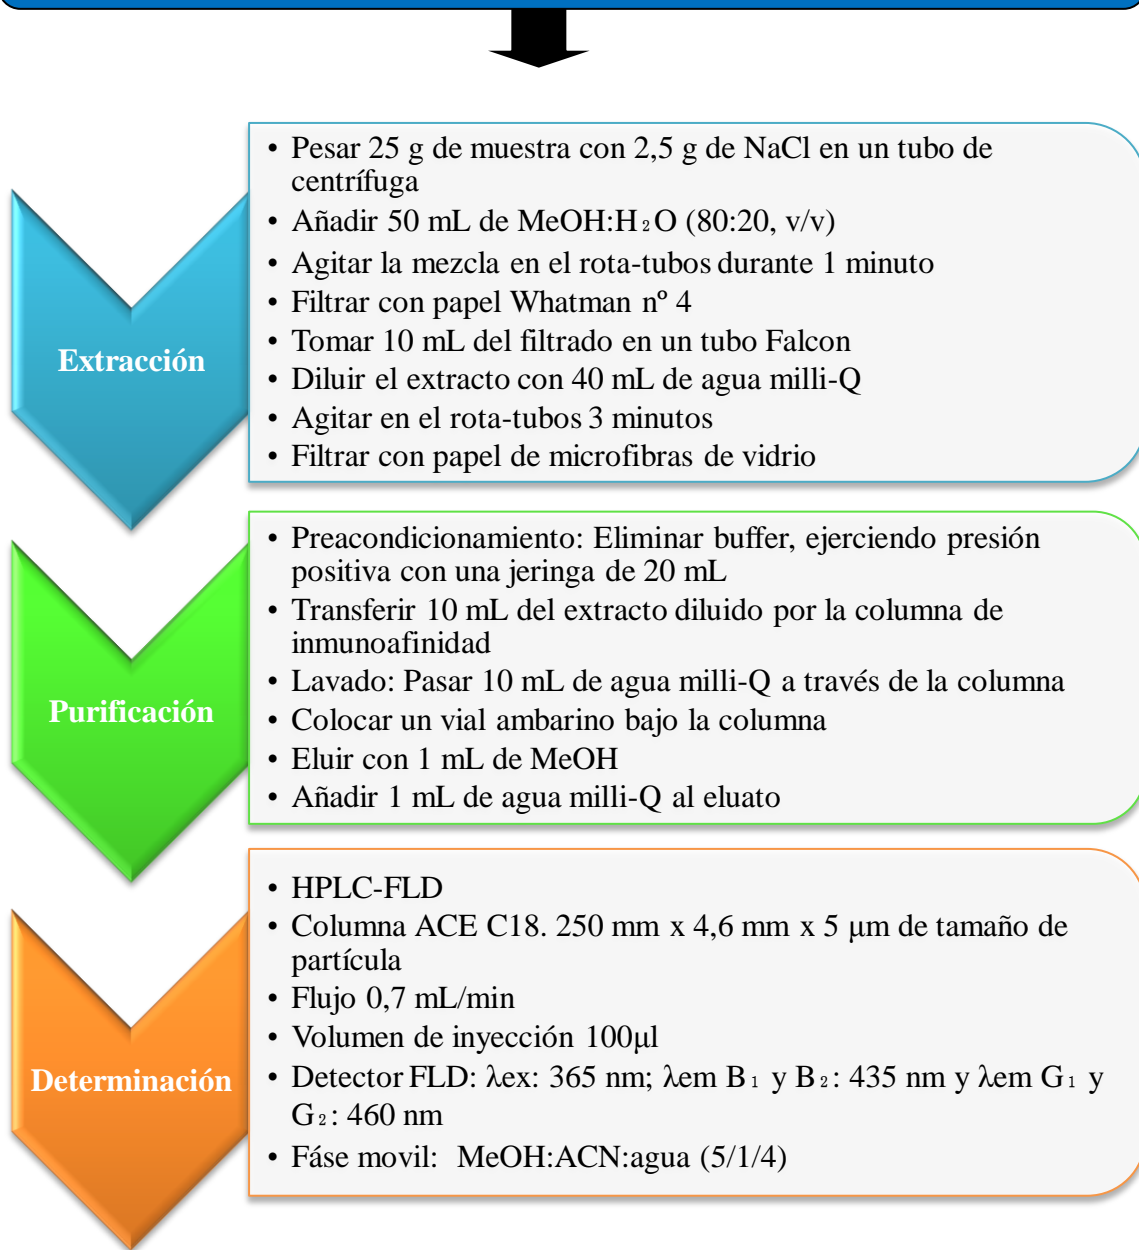 Extracción
• Pesar 25 g de muestra con 2,5 g de NaCl en un tubo de
centrífuga
• Añadir 50 mL de MeOH:H₂O (80:20, v/v)
• Agitar la mezcla en el rota-tubos durante 1 minuto
• Filtrar con papel Whatman nº 4
• Tomar 10 mL del filtrado en un tubo Falcon
• Diluir el extracto con 40 mL de agua milli-Q
• Agitar en el rota-tubos 3 minutos
• Filtrar con papel de microfibras de vidrio
Purificación
• Preacondicionamiento: Eliminar buffer, ejerciendo presión
positiva con una jeringa de 20 mL
• Transferir 10 mL del extracto diluido por la columna de
inmunoafinidad
• Lavado: Pasar 10 mL de agua milli-Q a través de la columna
• Colocar un vial ambarino bajo la columna
• Eluir con 1 mL de MeOH
• Añadir 1 mL de agua milli-Q al eluato
Determinación
• HPLC-FLD
• Columna ACE C18. 250 mm x 4,6 mm x 5 μm de tamaño de
partícula
• Flujo 0,7 mL/min
• Volumen de inyección 100μl
• Detector FLD: λex: 365 nm; λem B₁ y B₂: 435 nm y λem G₁ y
G₂: 460 nm
• Fáse movil: MeOH:ACN:agua (5/1/4)